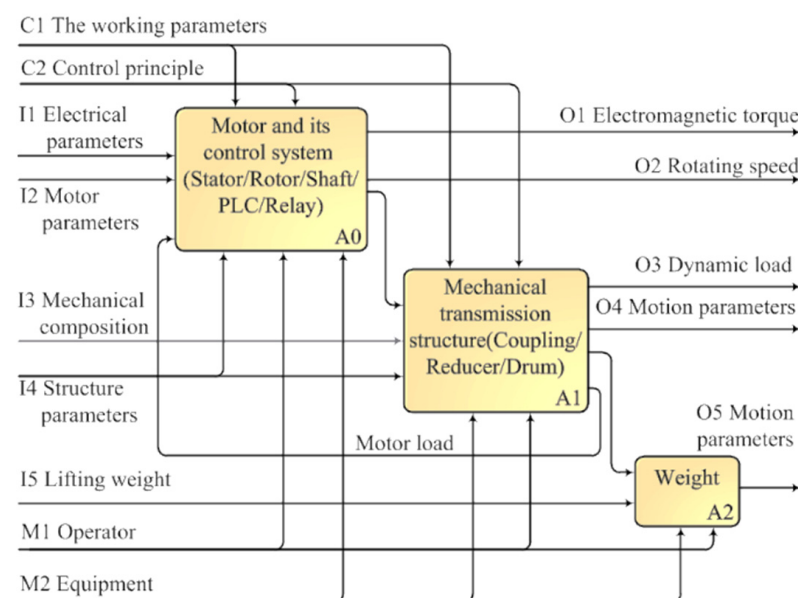 C1 The working parameters
C2 Control principle
I1 Electrical
parameters
I2 Motor
parameters
Motor and its
control system
(Stator/Rotor/Shaft/
PLC/Relay)
A0
O1 Electromagnetic torque
O2 Rotating speed
I3 Mechanical
composition
I4 Structure
parameters
Mechanical
transmission
structure(Coupling/
Reducer/Drum)
A1
O3 Dynamic load
O4 Motion parameters
Motor load
O5 Motion
parameters
I5 Lifting weight
Weight
A2
M1 Operator
M2 Equipment